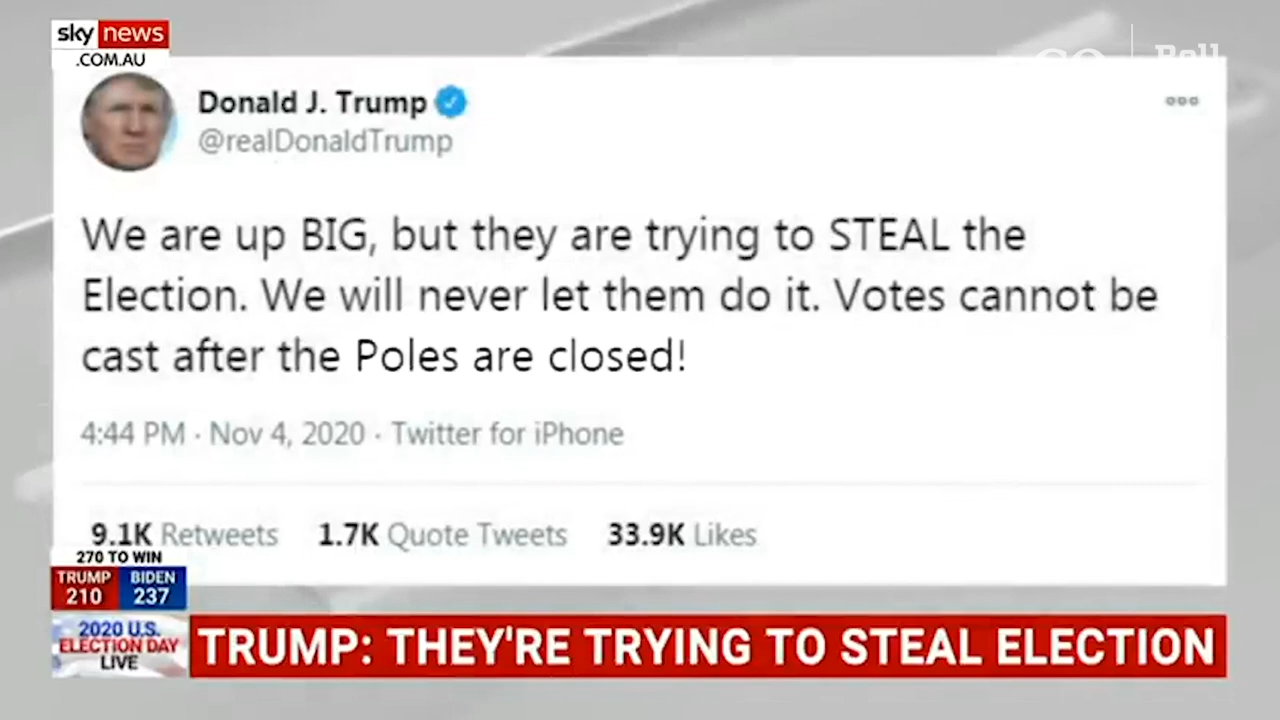 sky news
.COM.AU
Donald J. Trump
@realDonaldTrump
We are up BIG, but they are trying to STEAL the
Election. We will never let them do it. Votes cannot be
cast after the Poles are closed!
4:44 PM · Nov 4, 2020 · Twitter for iPhone
9.1K Retweets 1.7K Quote Tweets 33.9K Likes
270 TO WIN
TRUMP BIDEN
210 237
2020 U.S.
ELECTION DAY
LIVE
TRUMP: THEY'RE TRYING TO STEAL ELECTION